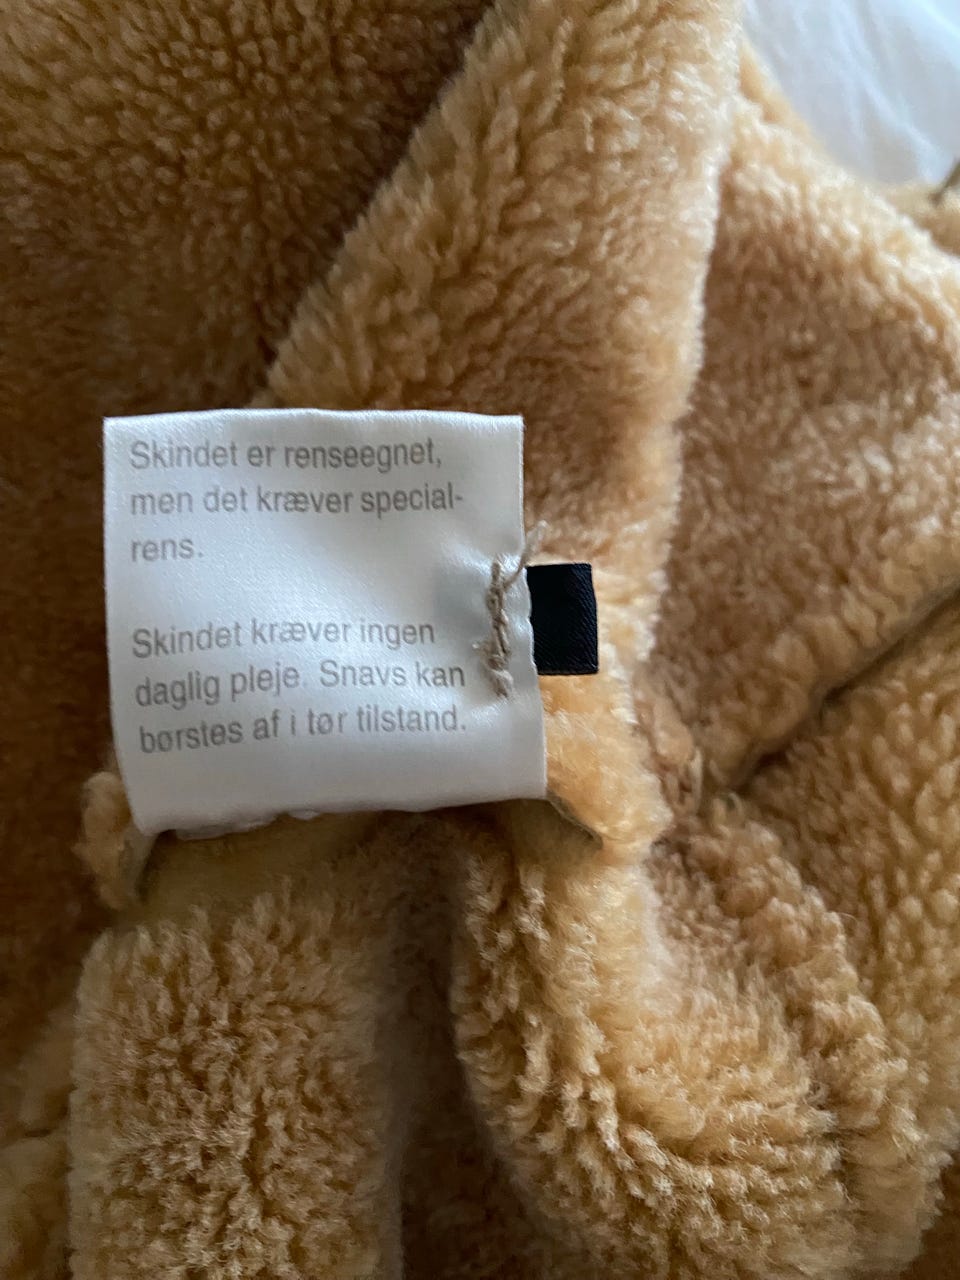 Skindet er renseegnet,
men det kræver special-
rens.
Skindet kræver ingen
daglig pleje. Snavs kan
børstes af i tør tilstand.